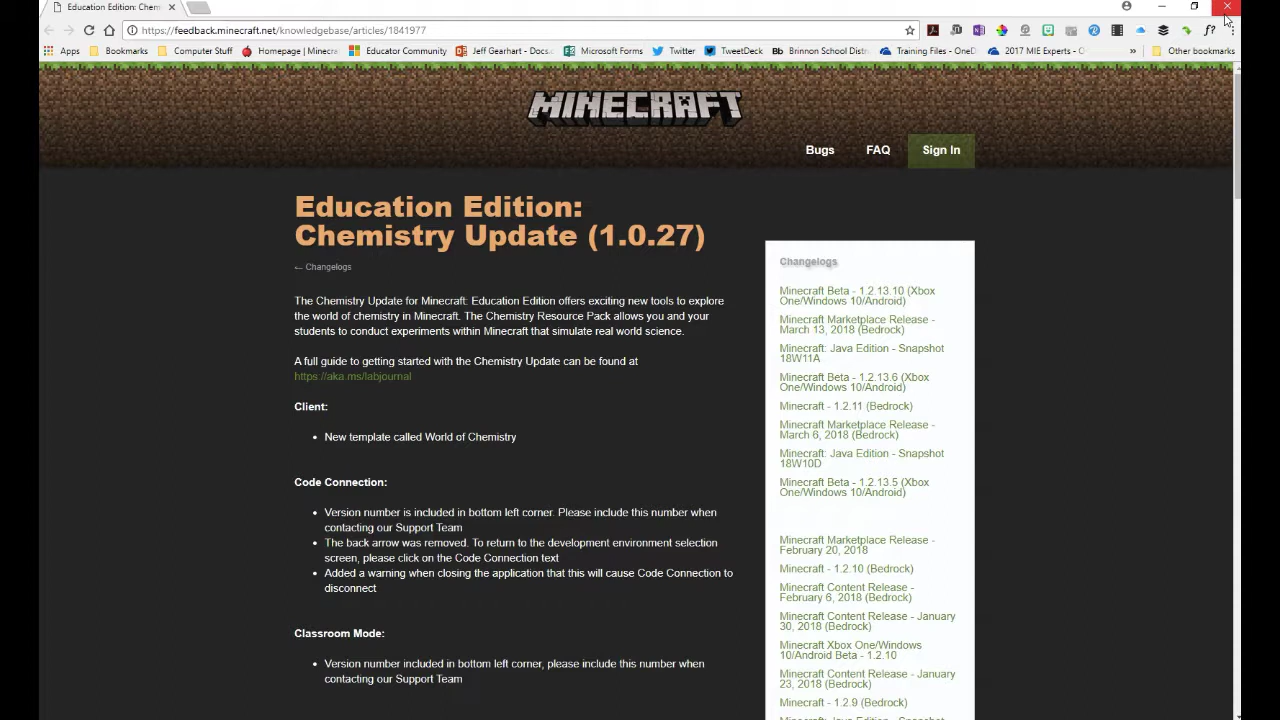 Education Edition: Chem
https://feedback.minecraft.net/knowledgebase/articles/1841977
Apps Bookmarks Computer Stuff Homepage | Minecra Educator Community Jeff Gearhart - Docs. Microsoft Forms Twitter TweetDeck Brinnon School Distr Training Files - OneD 2017 MIE Experts - O » Other bookmarks
MINECRAFT
Bugs FAQ Sign In
Education Edition:
Chemistry Update (1.0.27)
← Changelogs
The Chemistry Update for Minecraft: Education Edition offers exciting new tools to explore
the world of chemistry in Minecraft. The Chemistry Resource Pack allows you and your
students to conduct experiments within Minecraft that simulate real world science.
A full guide to getting started with the Chemistry Update can be found at
https://aka.ms/labjournal
Client:
• New template called World of Chemistry
Code Connection:
• Version number is included in bottom left corner. Please include this number when
contacting our Support Team
• The back arrow was removed. To return to the development environment selection
screen, please click on the Code Connection text
• Added a warning when closing the application that this will cause Code Connection to
disconnect
Classroom Mode:
• Version number included in bottom left corner, please include this number when
contacting our Support Team
Changelogs
Minecraft Beta - 1.2.13.10 (Xbox
One/Windows 10/Android)
Minecraft Marketplace Release -
March 13, 2018 (Bedrock)
Minecraft: Java Edition - Snapshot
18W11A
Minecraft Beta - 1.2.13.6 (Xbox
One/Windows 10/Android)
Minecraft - 1.2.11 (Bedrock)
Minecraft Marketplace Release -
March 6, 2018 (Bedrock)
Minecraft: Java Edition - Snapshot
18W10D
Minecraft Beta - 1.2.13.5 (Xbox
One/Windows 10/Android)
Minecraft Marketplace Release -
February 20, 2018
Minecraft - 1.2.10 (Bedrock)
Minecraft Content Release -
February 6, 2018 (Bedrock)
Minecraft Content Release - January
30, 2018 (Bedrock)
Minecraft Xbox One/Windows
10/Android Beta - 1.2.10
Minecraft Content Release - January
23, 2018 (Bedrock)
Minecraft - 1.2.9 (Bedrock)